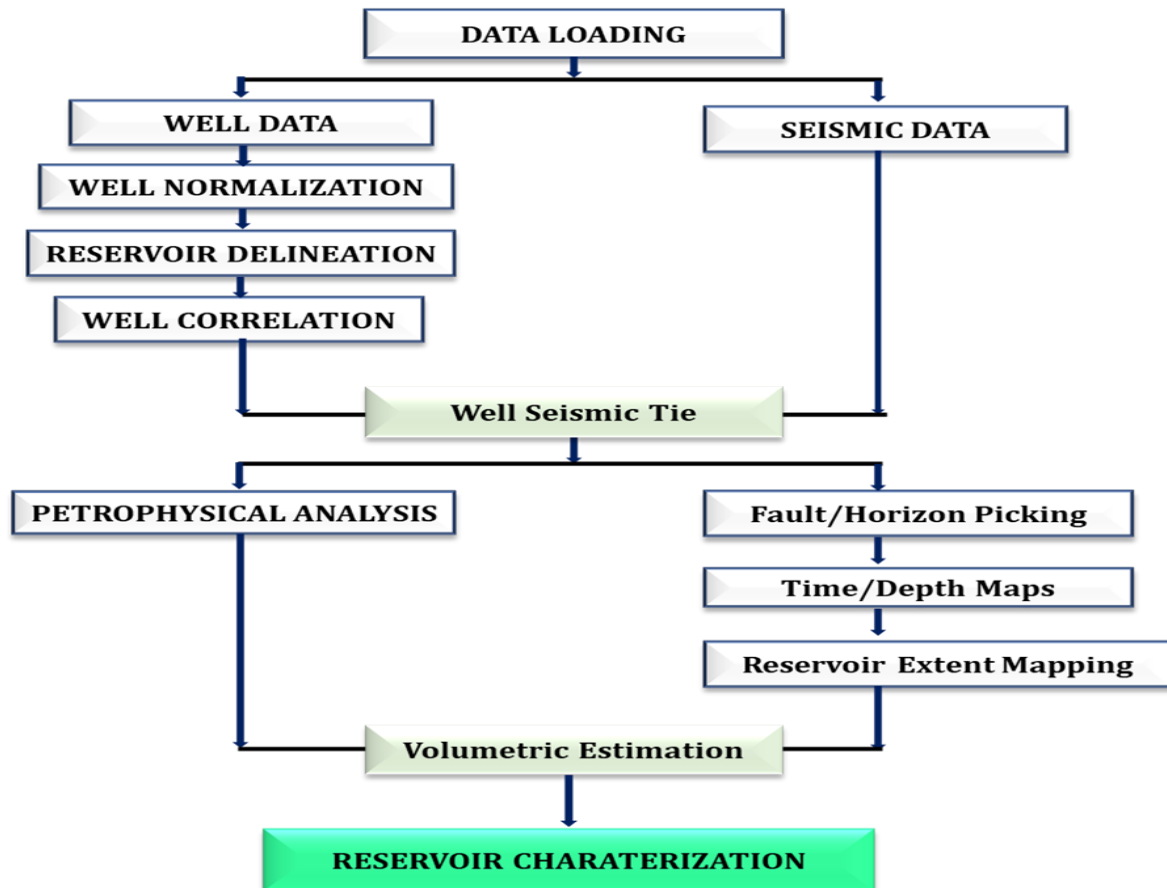 DATA LOADING
WELL DATA
SEISMIC DATA
WELL NORMALIZATION
RESERVOIR DELINEATION
WELL CORRELATION
Well Seismic Tie
PETROPHYSICAL ANALYSIS
Fault/Horizon Picking
Time/Depth Maps
Reservoir Extent Mapping
Volumetric Estimation
RESERVOIR CHARATERIZATION